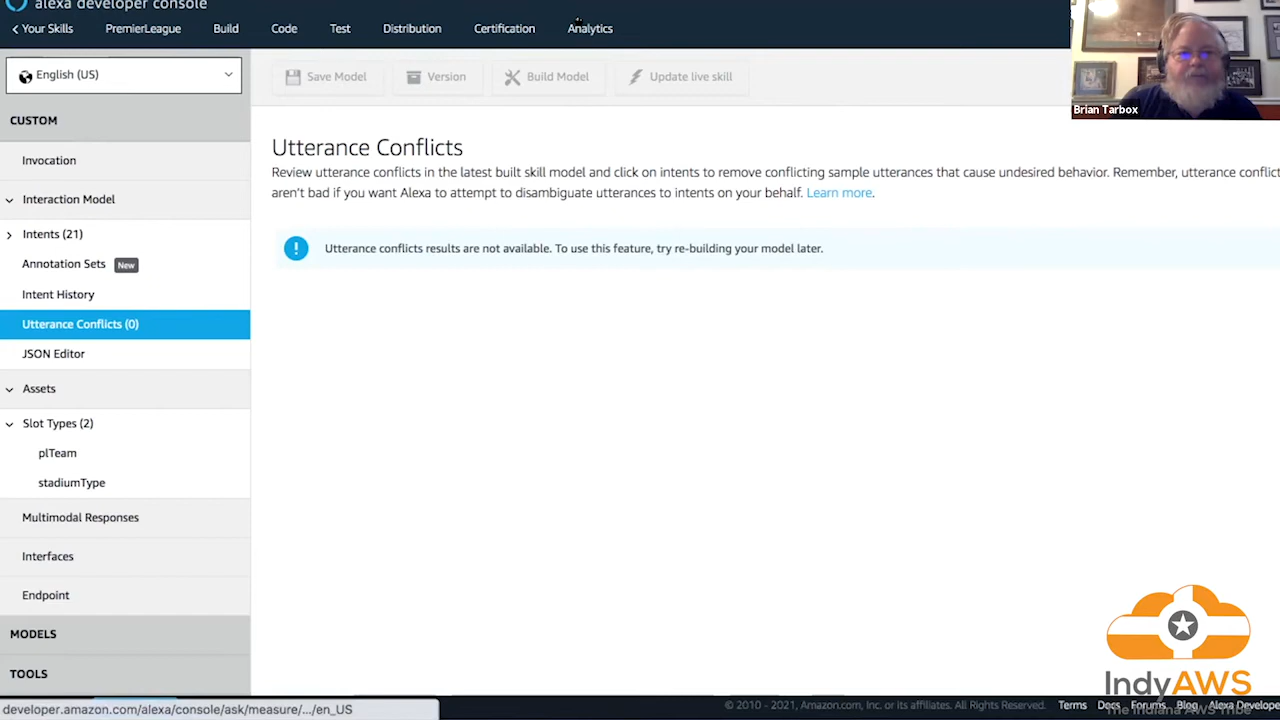 alexa developer console
Your Skills
PremierLeague
Build
Code
Test
Distribution
Certification
Analytics
Brian Tarbox
English (US)
Save Model
Version
Build Model
Update live skill
CUSTOM
Invocation
Interaction Model
Intents (21)
Annotation Sets
New
Intent History
Utterance Conflicts (0)
JSON Editor
Assets
Slot Types (2)
plTeam
stadiumType
Multimodal Responses
Interfaces
Endpoint
MODELS
TOOLS
Utterance Conflicts
Review utterance conflicts in the latest built skill model and click on intents to remove conflicting sample utterances that cause undesired behavior. Remember, utterance conflict
aren't bad if you want Alexa to attempt to disambiguate utterances to intents on your behalf. Learn more.
Utterance conflicts results are not available. To use this feature, try re-building your model later.
IndyAWS
The Indiana AWS Tribe
developer.amazon.com/alexa/console/ask/measure/.../en_US
© 2010 - 2021, Amazon.com, Inc. or its affiliates. All Rights Reserved.
Terms
Docs
Forums
Blog
Alexa Develope